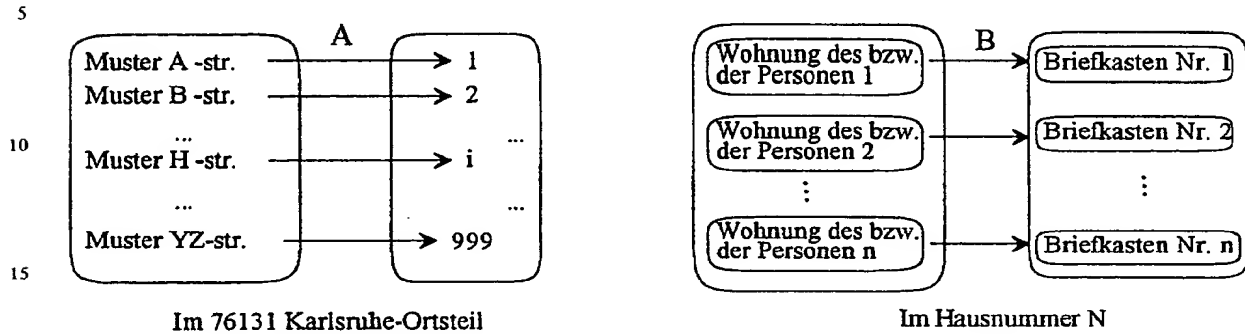 5
A
Muster A -str.
1
Muster B -str.
2
...
...
10
Muster H -str.
i
...
...
Muster YZ-str.
999
15
Im 76131 Karlsruhe-Ortsteil
B
Wohnung des bzw.
der Personen 1
Briefkasten Nr. 1
Wohnung des bzw.
der Personen 2
Briefkasten Nr. 2
⋮
⋮
Wohnung des bzw.
der Personen n
Briefkasten Nr. n
Im Hausnummer N